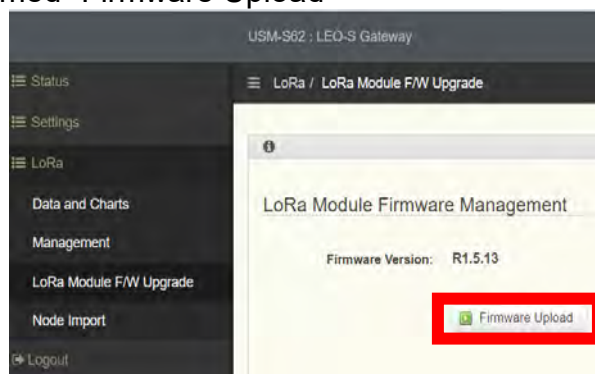 Firmware Upload
USM-S62 : LEO-S Gateway
Status
LoRa / LoRa Module F/W Upgrade
Settings
LoRa
Data and Charts
LoRa Module Firmware Management
Management
Firmware Version: R1.5.13
LoRa Module F/W Upgrade
Firmware Upload
Node Import
Logout